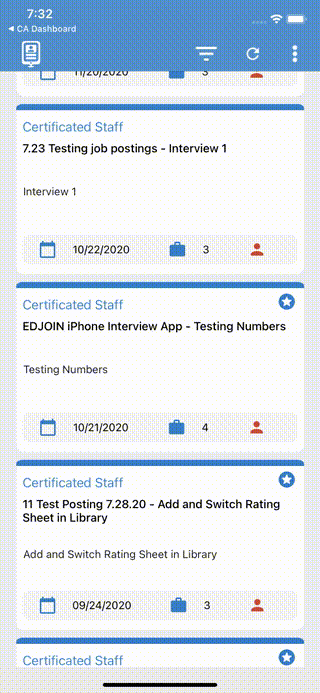 7:32
◀ CA Dashboard
11/20/2020 3
Certificated Staff
7.23 Testing job postings - Interview 1
Interview 1
10/22/2020 3
Certificated Staff
EDJOIN iPhone Interview App - Testing Numbers
Testing Numbers
10/21/2020 4
Certificated Staff
11 Test Posting 7.28.20 - Add and Switch Rating
Sheet in Library
Add and Switch Rating Sheet in Library
09/24/2020 3
Certificated Staff